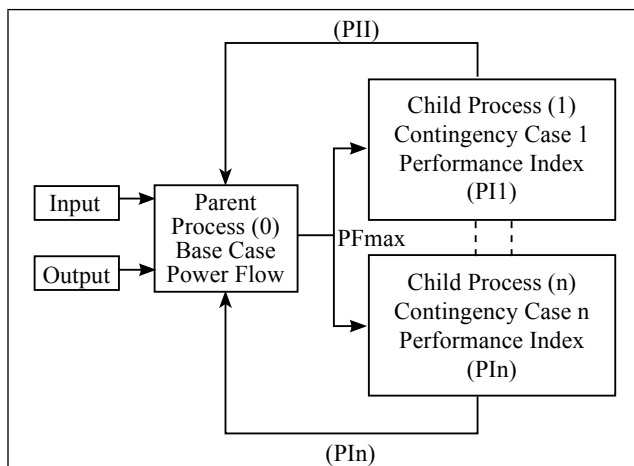 (PII)
Child Process (1)
Contingency Case 1
Performance Index
(PI1)
Input
Output
Parent
Process (0)
Base Case
Power Flow
PFmax
Child Process (n)
Contingency Case n
Performance Index
(PIn)
(PIn)